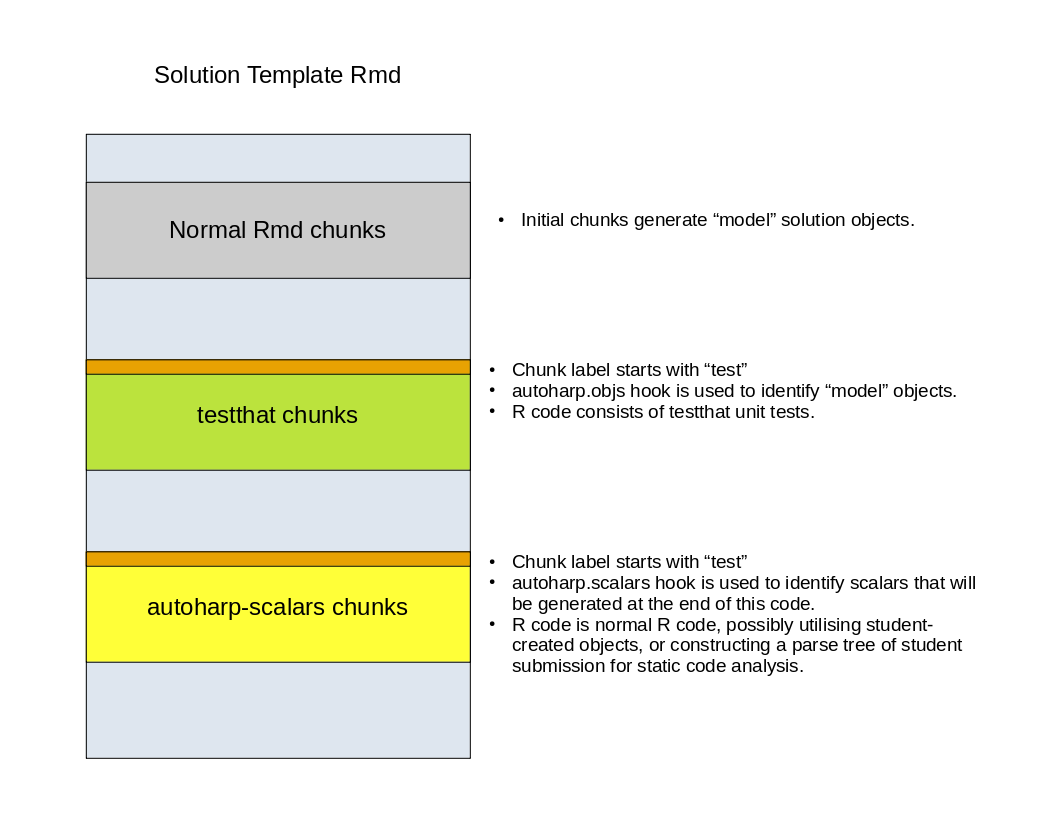 Solution Template Rmd
Normal Rmd chunks
• Initial chunks generate “model” solution objects.
testthat chunks
• Chunk label starts with “test”
• autoharp.objs hook is used to identify “model” objects.
• R code consists of testthat unit tests.
autoharp-scalars chunks
• Chunk label starts with “test”
• autoharp.scalars hook is used to identify scalars that will
be generated at the end of this code.
• R code is normal R code, possibly utilising student-
created objects, or constructing a parse tree of student
submission for static code analysis.